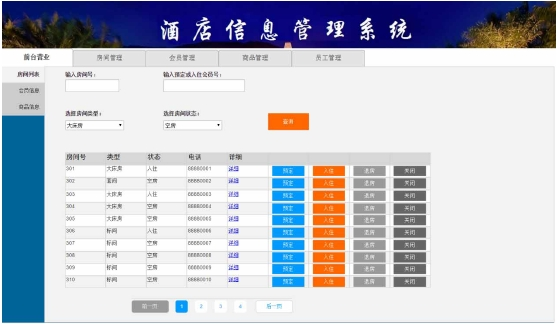 酒店信息管理系统
前台营业 房间管理 会员管理 商品管理 员工管理
房间列表 输入房间号： 输入预定或入住会员号：
会员信息
商品信息
选择房间类型： 选择房间状态：
大床房 空房 查询
房间号 类型 状态 电话 详细
301 大床房 入住 88880001 详细 预定 入住 退房 关闭
302 套间 空房 88880002 详细 预定 入住 退房 关闭
303 大床房 入住 88880003 详细 预定 入住 退房 关闭
304 大床房 空房 88880004 详细 预定 入住 退房 关闭
305 大床房 空房 88880005 详细 预定 入住 退房 关闭
306 标间 入住 88880006 详细 预定 入住 退房 关闭
307 标间 空房 88880007 详细 预定 入住 退房 关闭
308 标间 空房 88880008 详细 预定 入住 退房 关闭
309 标间 空房 88880009 详细 预定 入住 退房 关闭
310 标间 空房 88880010 详细 预定 入住 退房 关闭
前一页 1 2 3 4 后一页